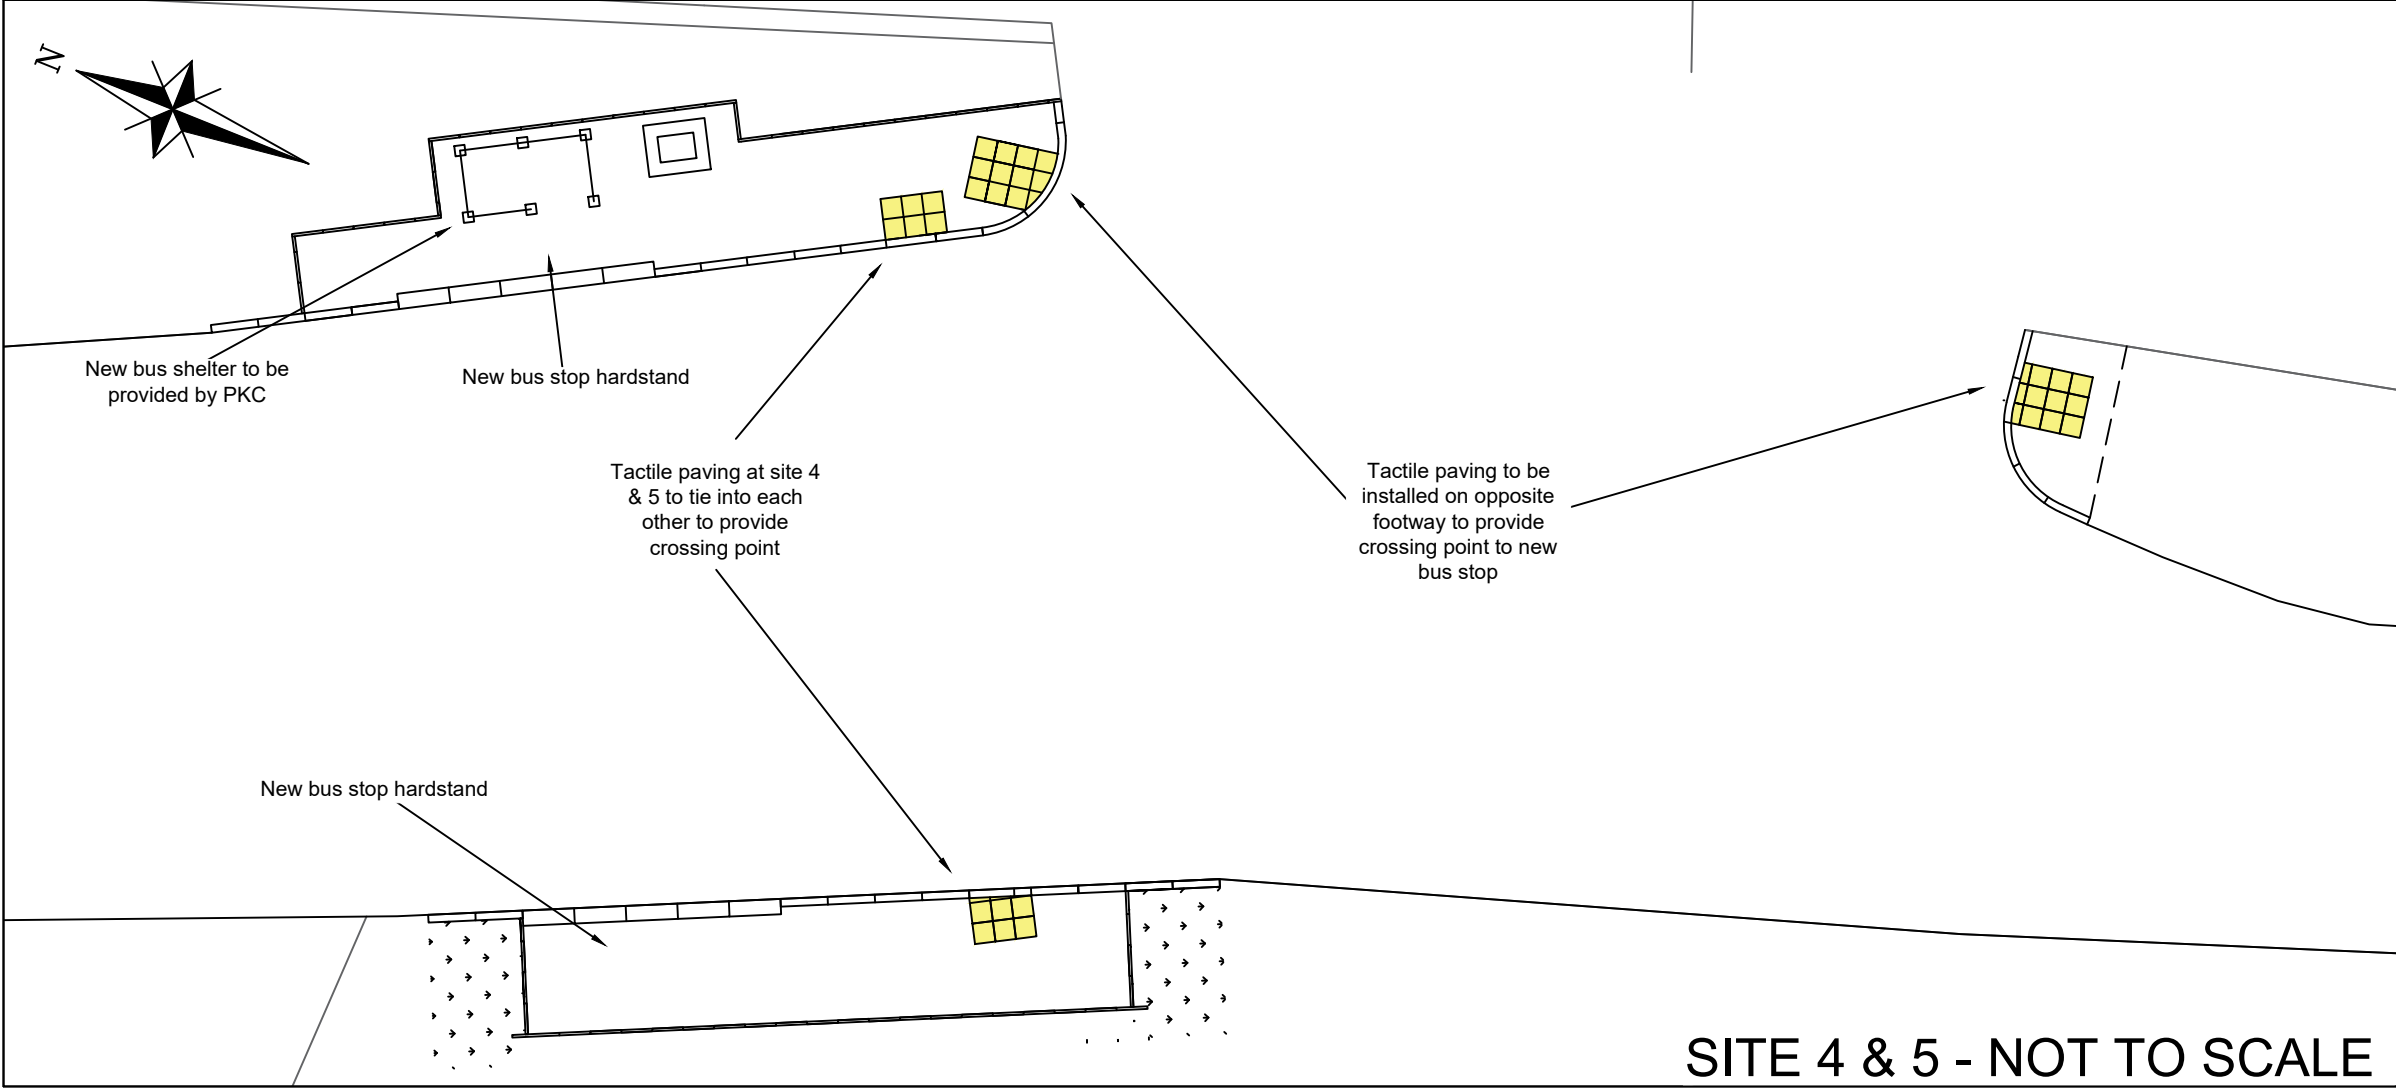 N
New bus shelter to be
provided by PKC
New bus stop hardstand
Tactile paving at site 4
& 5 to tie into each
other to provide
crossing point
Tactile paving to be
installed on opposite
footway to provide
crossing point to new
bus stop
New bus stop hardstand
SITE 4 & 5 - NOT TO SCALE